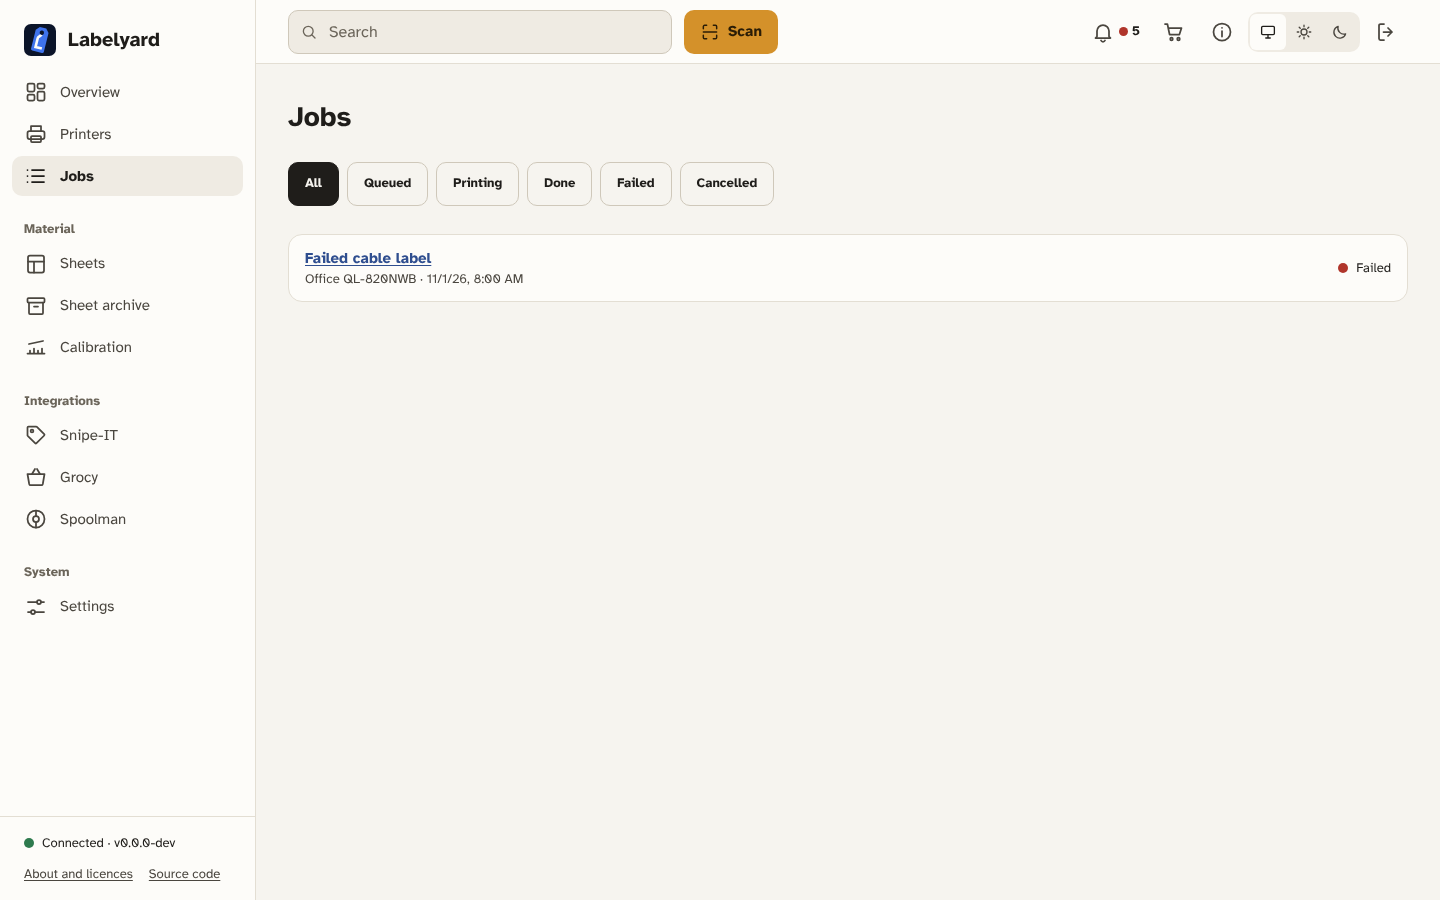 Labelyard
Overview
Printers
Jobs
Material
Sheets
Sheet archive
Calibration
Integrations
Snipe-IT
Grocy
Spoolman
System
Settings
Connected · v0.0.0-dev
About and licences Source code
Search
Scan
5
Jobs
All Queued Printing Done Failed Cancelled
Failed cable label
Office QL-820NWB · 11/1/26, 8:00 AM
Failed